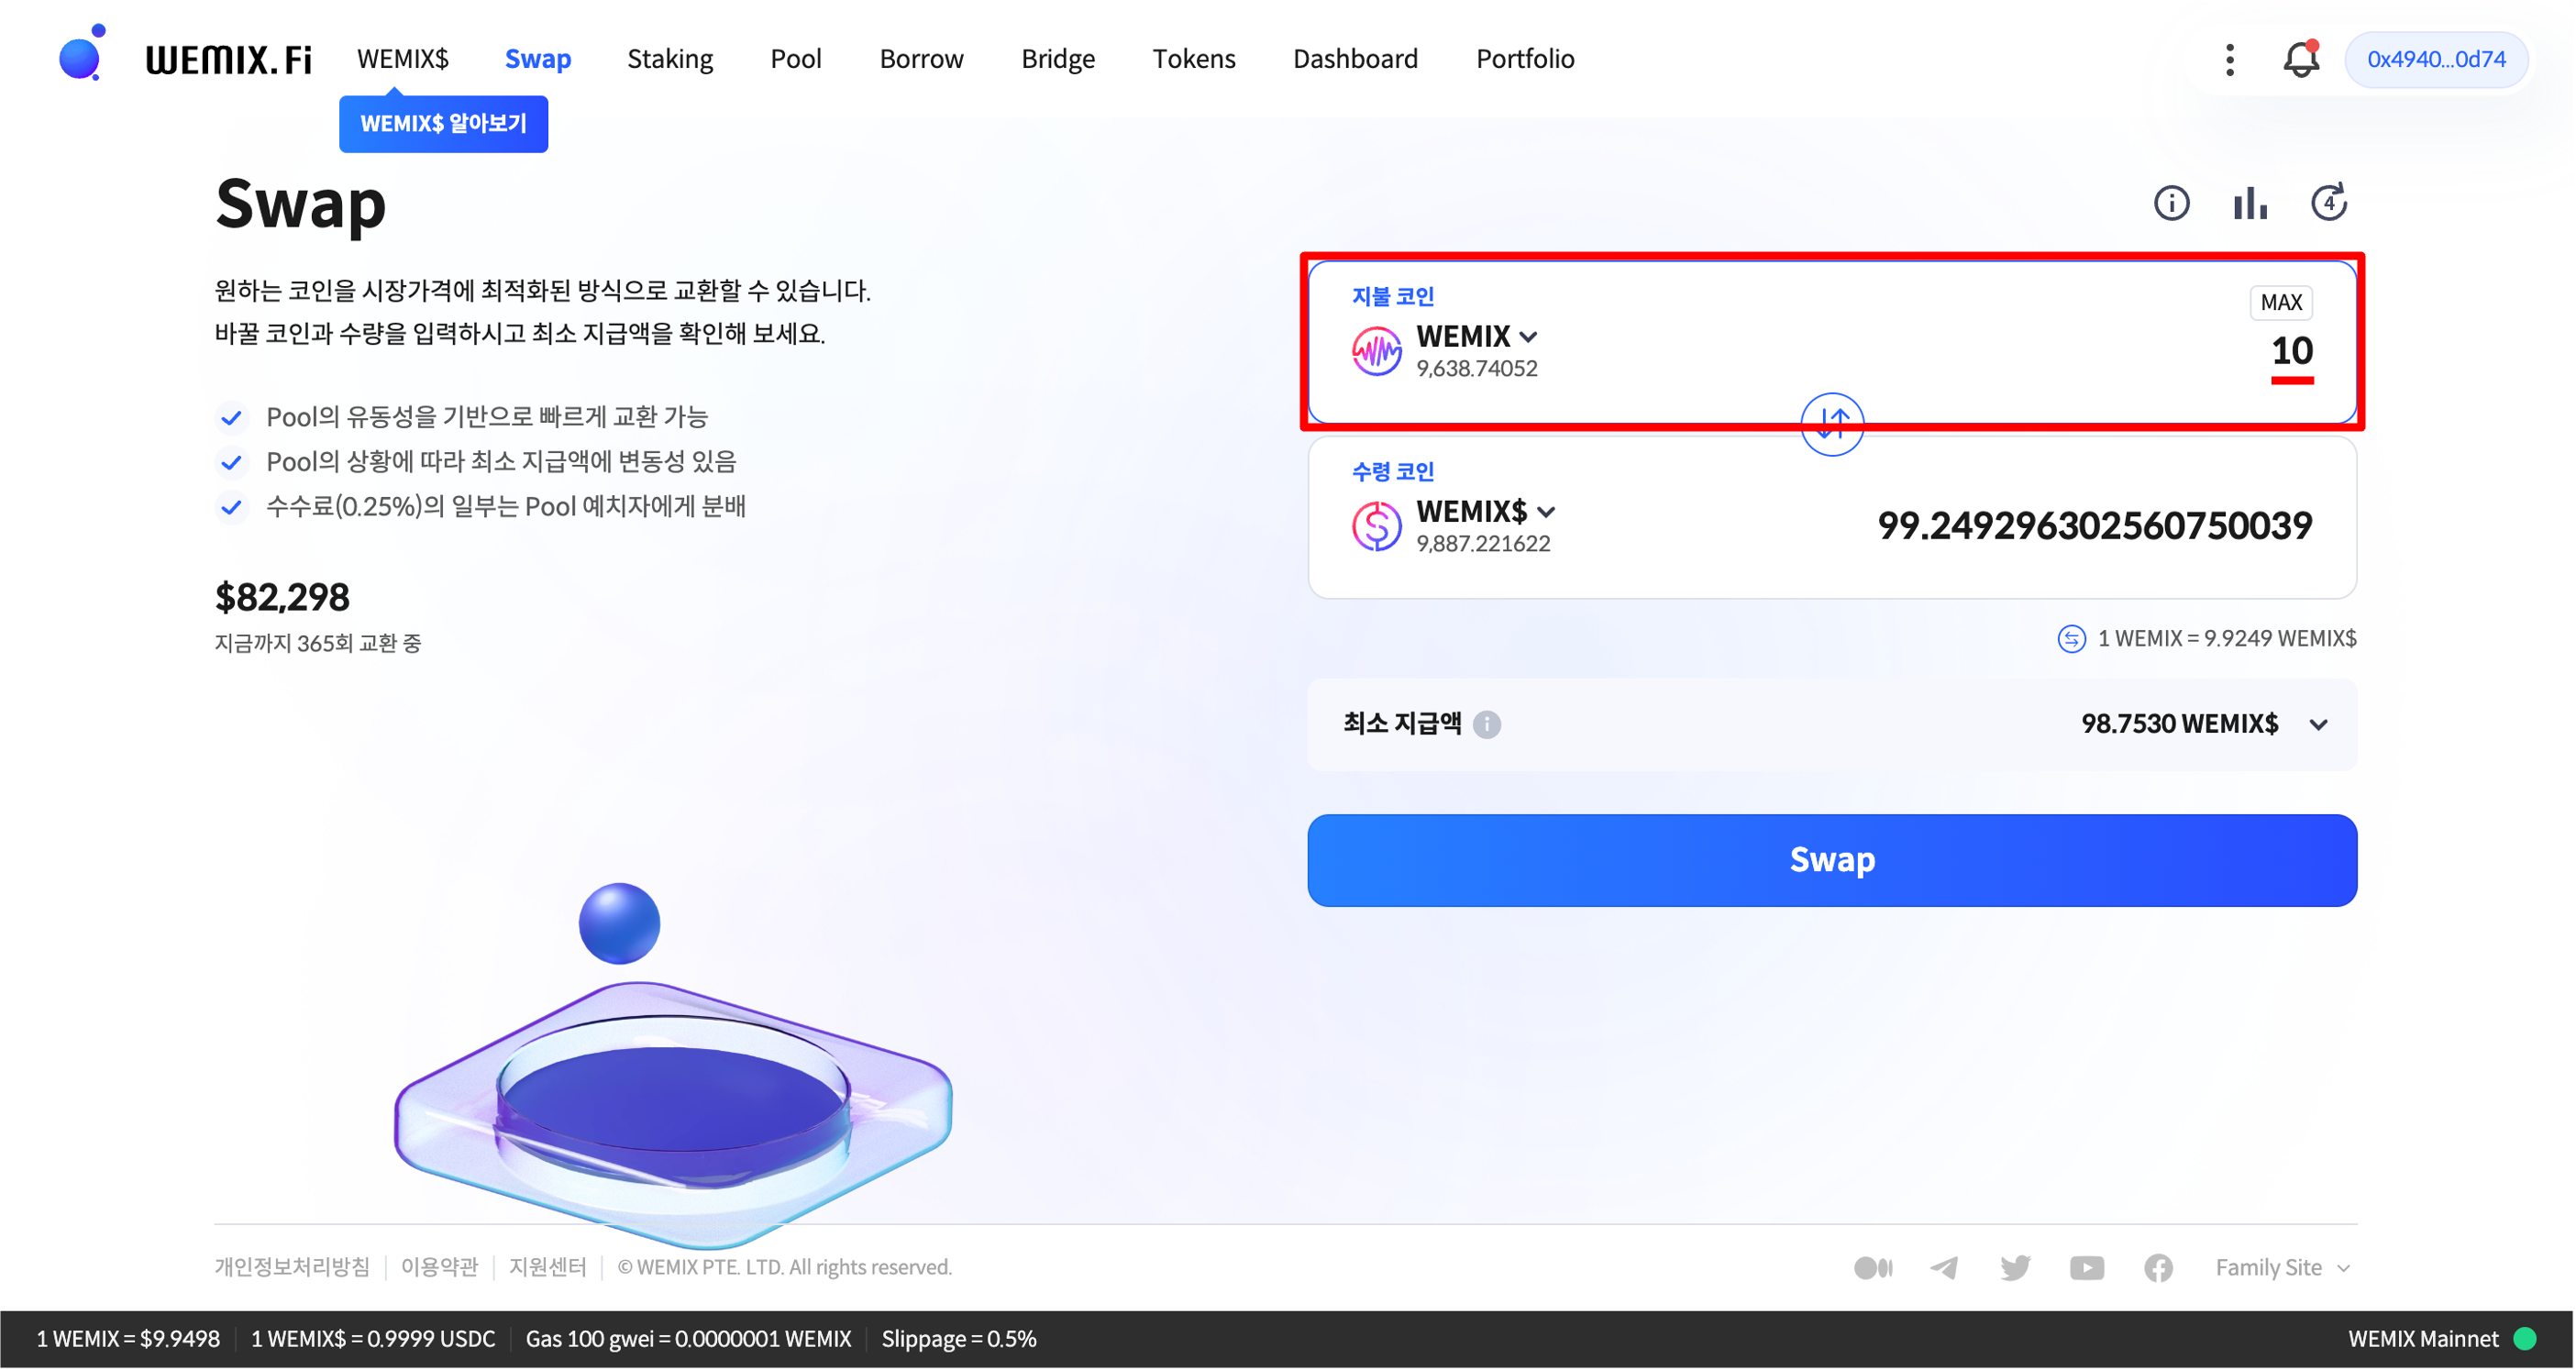 WEMIX.Fi
WEMIX$ Swap Staking Pool Borrow Bridge Tokens Dashboard Portfolio
0x4940...0d74
WEMIX$ 알아보기
Swap
4
원하는 코인을 시장가격에 최적화된 방식으로 교환할 수 있습니다.
바꿀 코인과 수량을 입력하시고 최소 지급액을 확인해 보세요.
Pool의 유동성을 기반으로 빠르게 교환 가능
Pool의 상황에 따라 최소 지급액에 변동성 있음
수수료(0.25%)의 일부는 Pool 예치자에게 분배
$82,298
지금까지 365회 교환 중
지불 코인
MAX
WEMIX
10
9,638.74052
수령 코인
WEMIX$
99.249296302560750039
9,887.221622
1 WEMIX = 9.9249 WEMIX$
최소 지급액
98.7530 WEMIX$
Swap
개인정보처리방침 이용약관 지원센터 © WEMIX PTE. LTD. All rights reserved.
Family Site
1 WEMIX = $9.9498 1 WEMIX$ = 0.9999 USDC Gas 100 gwei = 0.0000001 WEMIX Slippage = 0.5%
WEMIX Mainnet